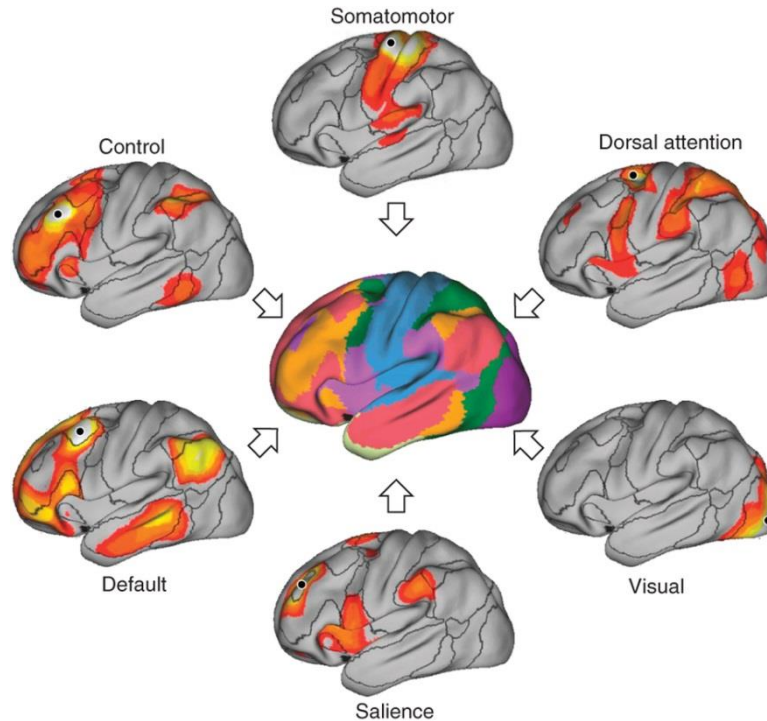 Somatomotor
Control
Dorsal attention
Default
Visual
Salience